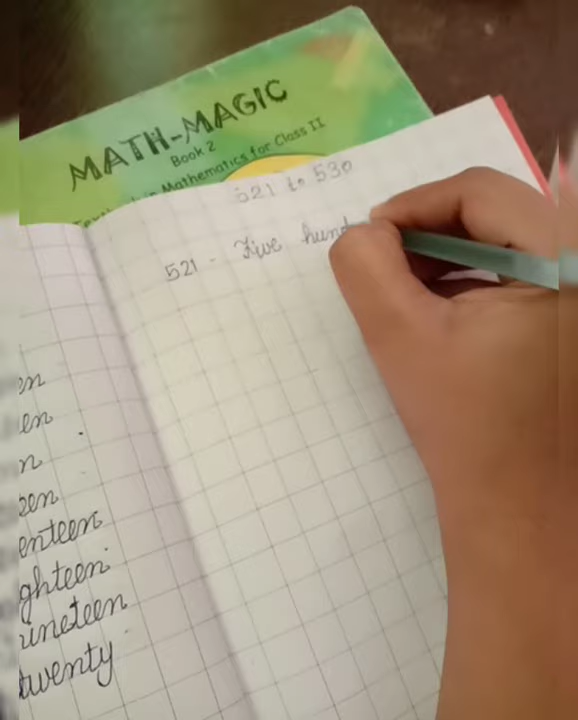 MATH-MAGIC
Book 2
Mathematics for Class II
521 to 530
521 - Five hund
en
en
n
een
enteen
ghteen
nineteen
twenty